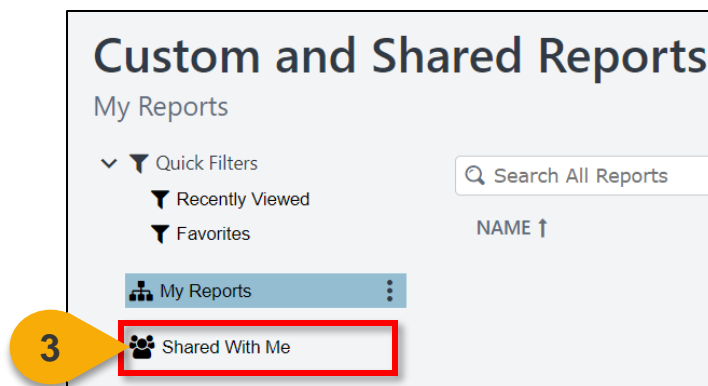 Custom and Shared Reports
My Reports
Quick Filters
Recently Viewed
Favorites
Search All Reports
NAME ↑
My Reports
3
Shared With Me